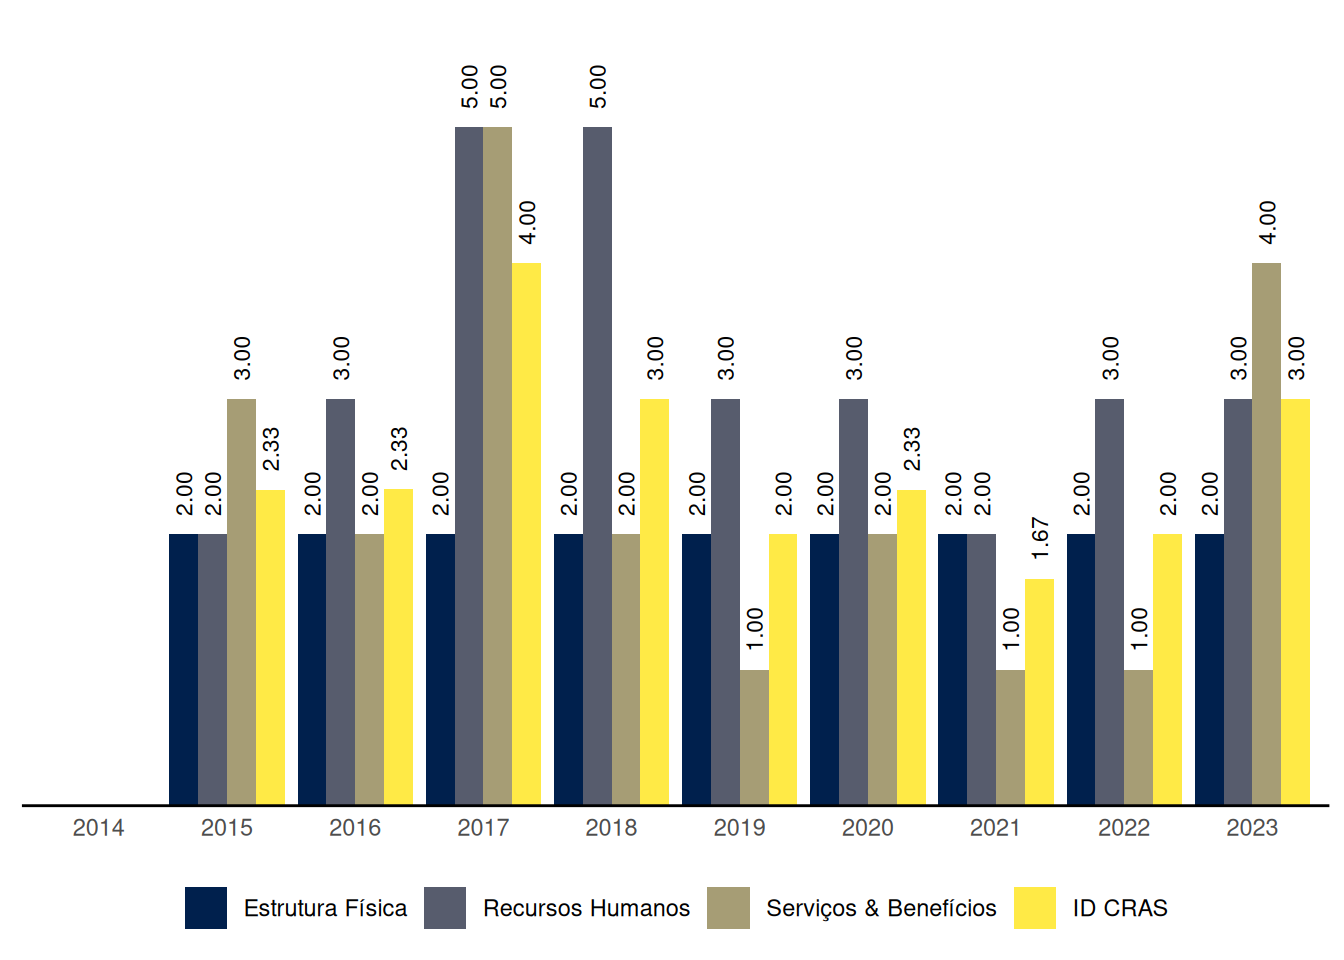 5.00 5.00 5.00
4.00 4.00
3.00 3.00 3.00 3.00 3.00 3.00 3.00 3.00
2.33 2.33 2.33
2.00 2.00 2.00 2.00 2.00 2.00 2.00 2.00 2.00 2.00 2.00 2.00 2.00 2.00 2.00 2.00
1.67
1.00 1.00 1.00
2014 2015 2016 2017 2018 2019 2020 2021 2022 2023
Estrutura Física Recursos Humanos Serviços & Benefícios ID CRAS